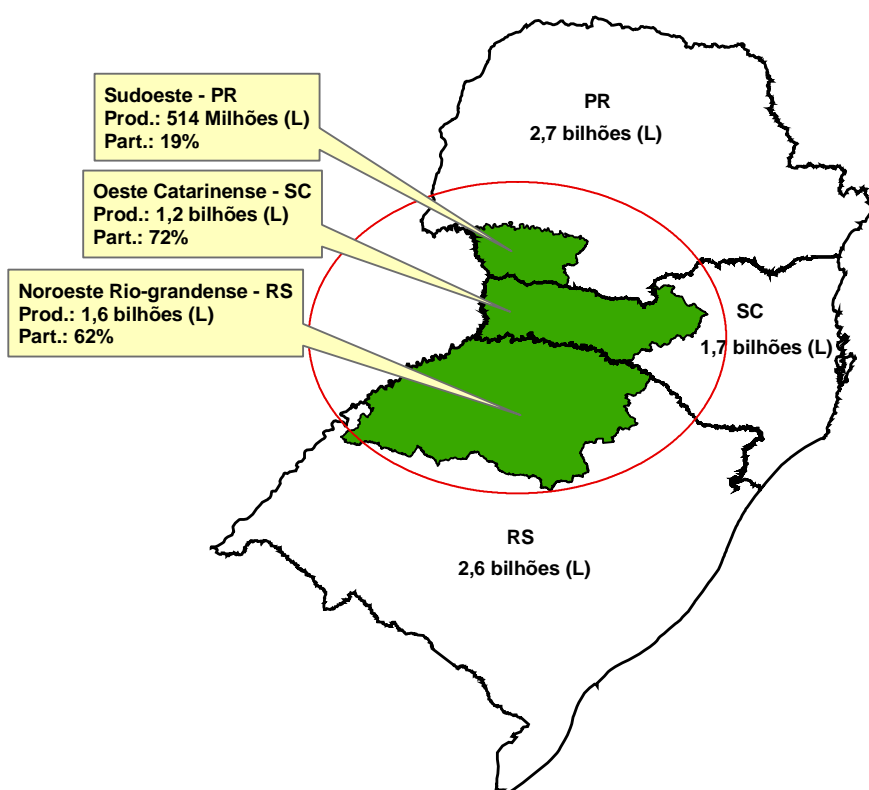 Sudoeste - PR
Prod.: 514 Milhões (L)
Part.: 19%
Oeste Catarinense - SC
Prod.: 1,2 bilhões (L)
Part.: 72%
Noroeste Rio-grandense - RS
Prod.: 1,6 bilhões (L)
Part.: 62%
PR
2,7 bilhões (L)
SC
1,7 bilhões (L)
RS
2,6 bilhões (L)